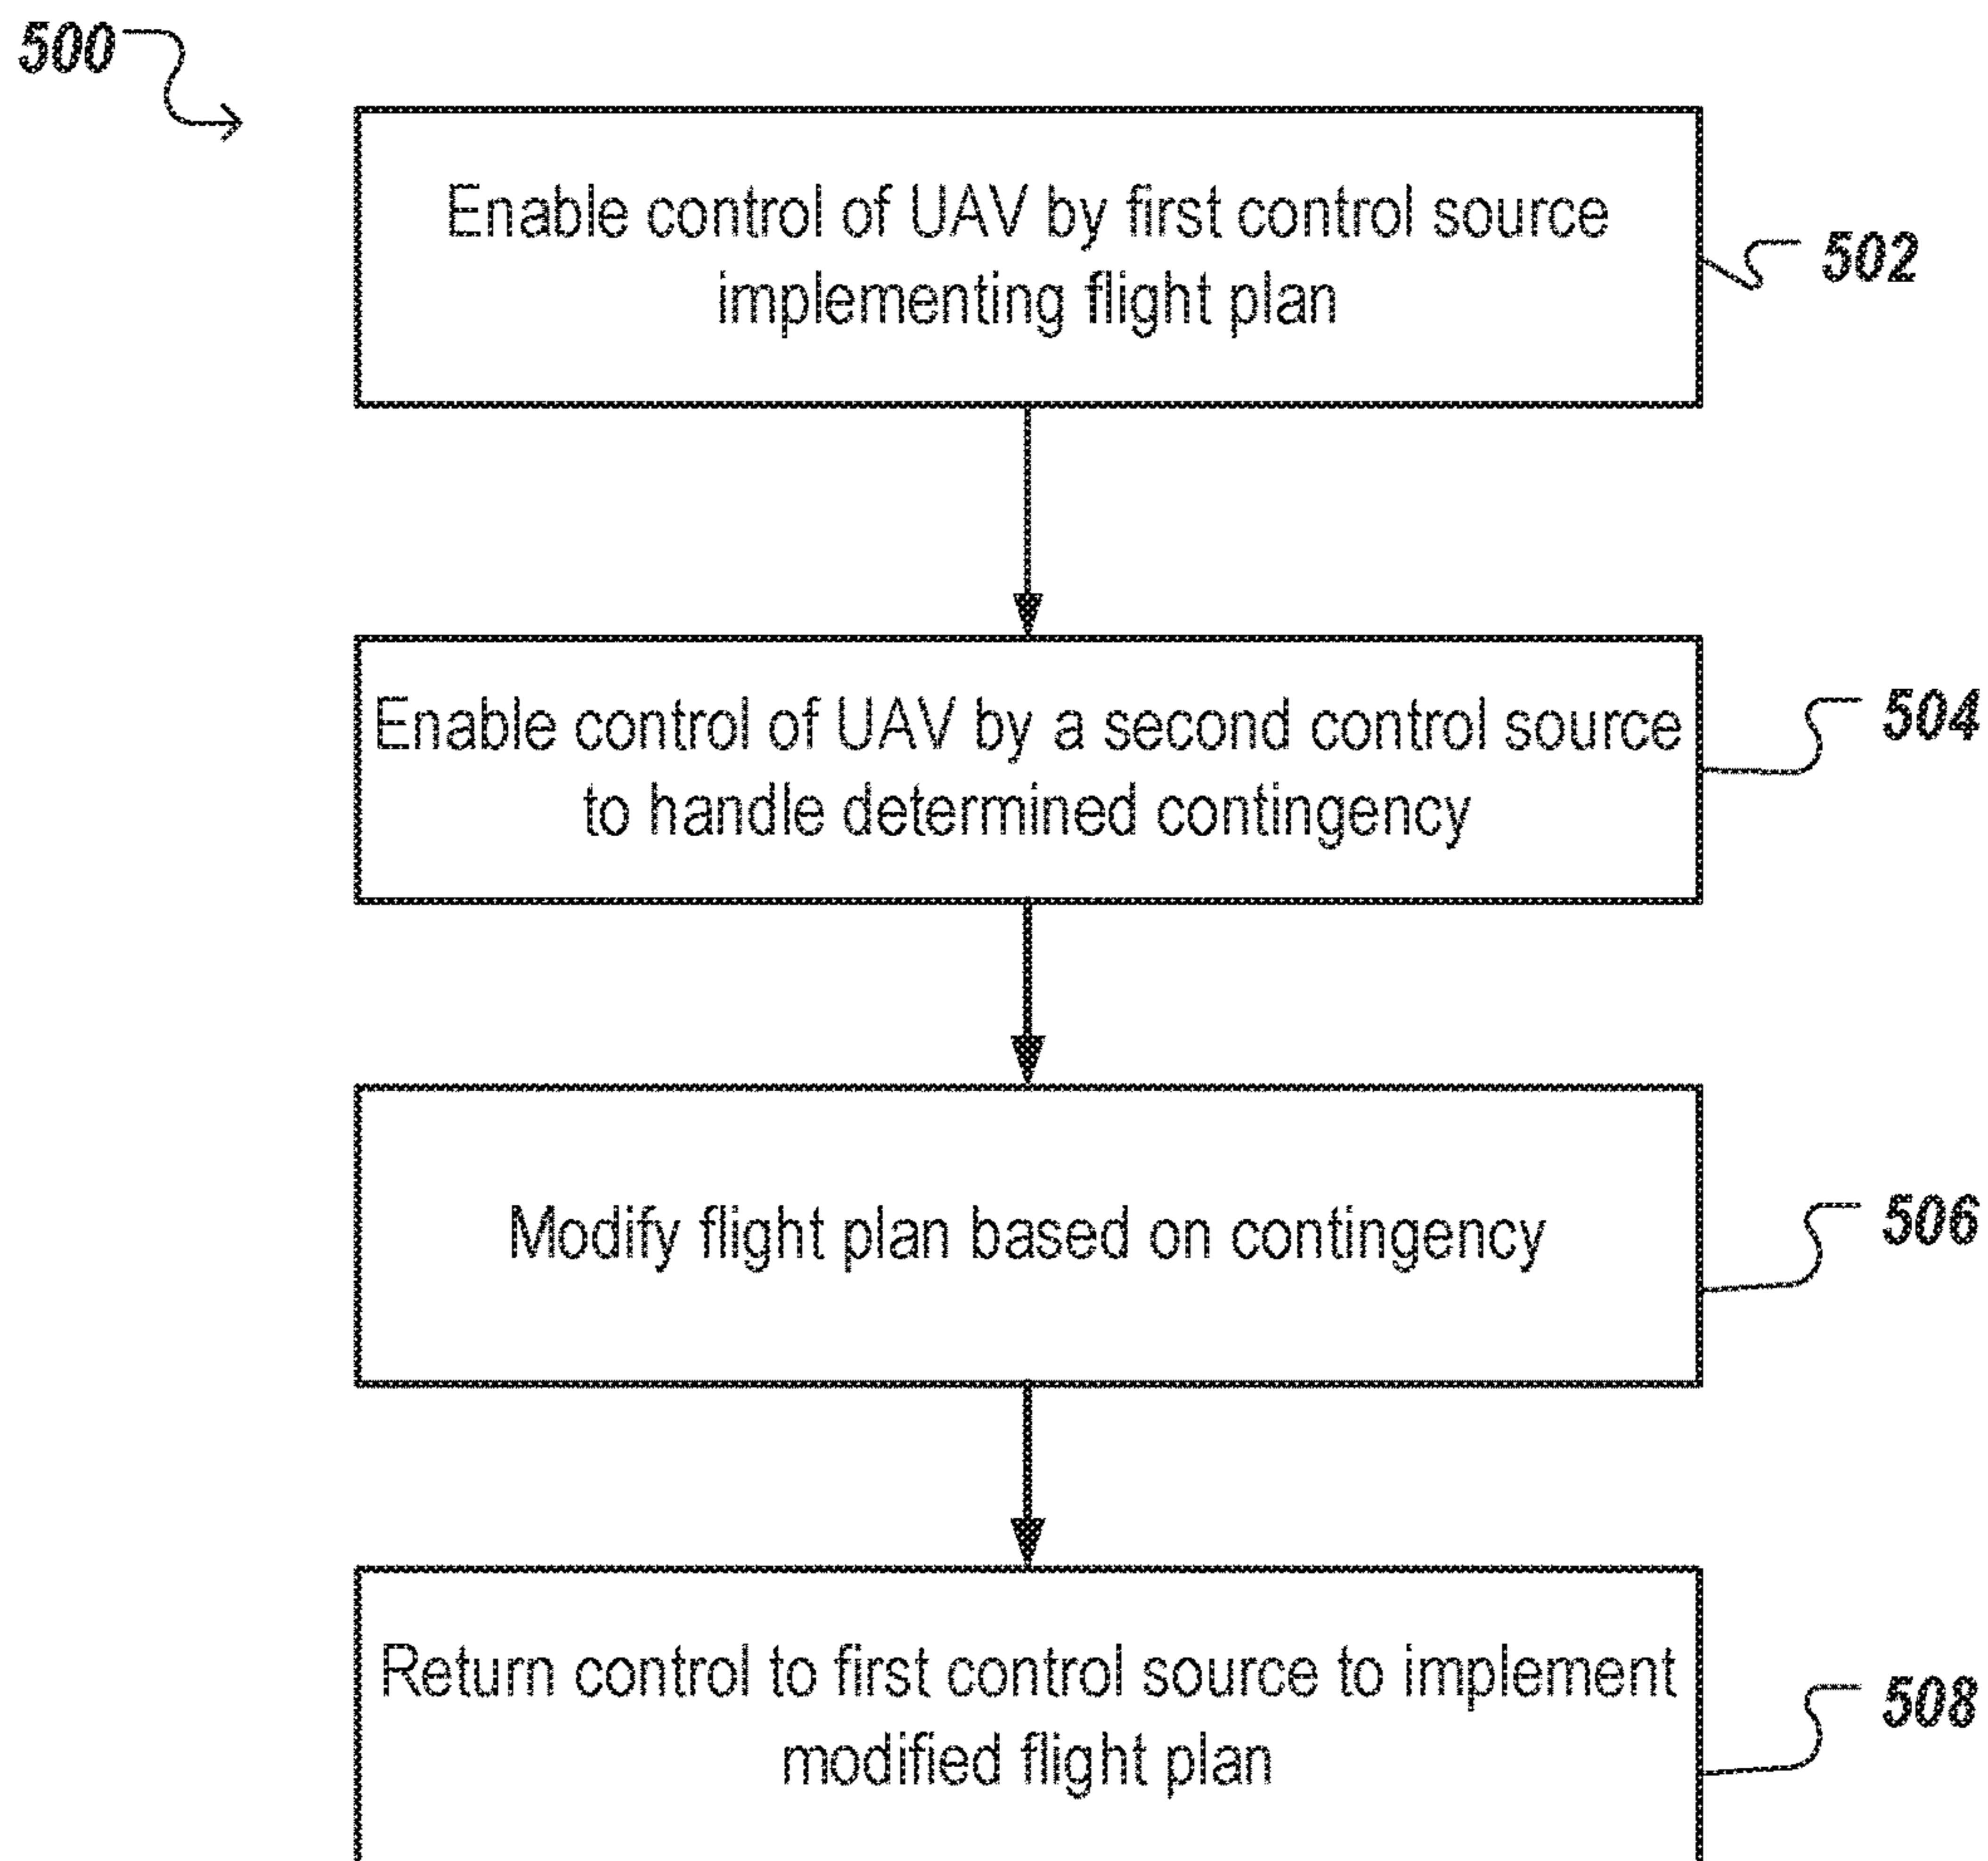 500
Enable control of UAV by first control source
implementing flight plan
502
Enable control of UAV by a second control source
to handle determined contingency
504
Modify flight plan based on contingency
506
Return control to first control source to implement
modified flight plan
508